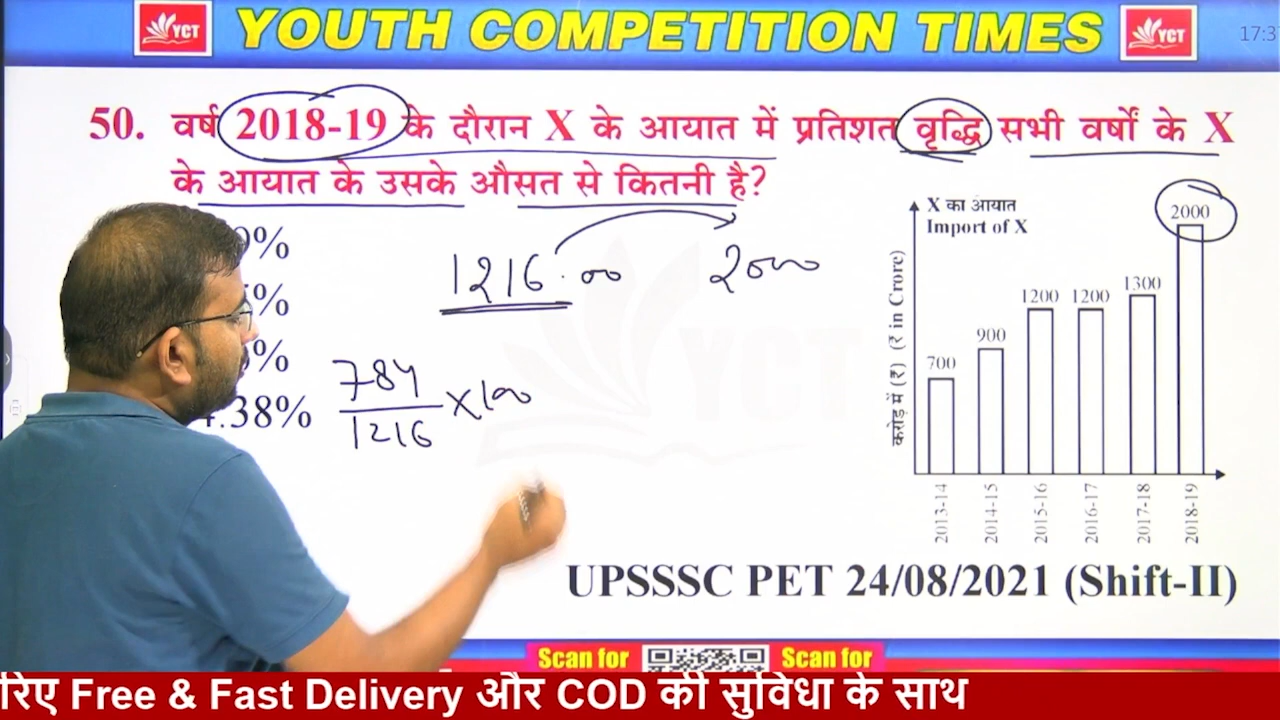 YCT YOUTH COMPETITION TIMES YCT
50. वर्ष 2018-19 के दौरान X के आयात में प्रतिशत वृद्धि सभी वर्षों के X
के आयात के उसके औसत से कितनी है?
X का आयात
Import of X
2000
1216.00 2000
1300
1200 1200
900
700
784
1216 ×100
.38%
करोड़ में (₹) (₹ in Crore)
2013-14
2014-15
2015-16
2016-17
2017-18
2018-19
UPSSSC PET 24/08/2021 (Shift-II)
Scan for Scan for
रिए Free & Fast Delivery और COD की सुविधा के साथ